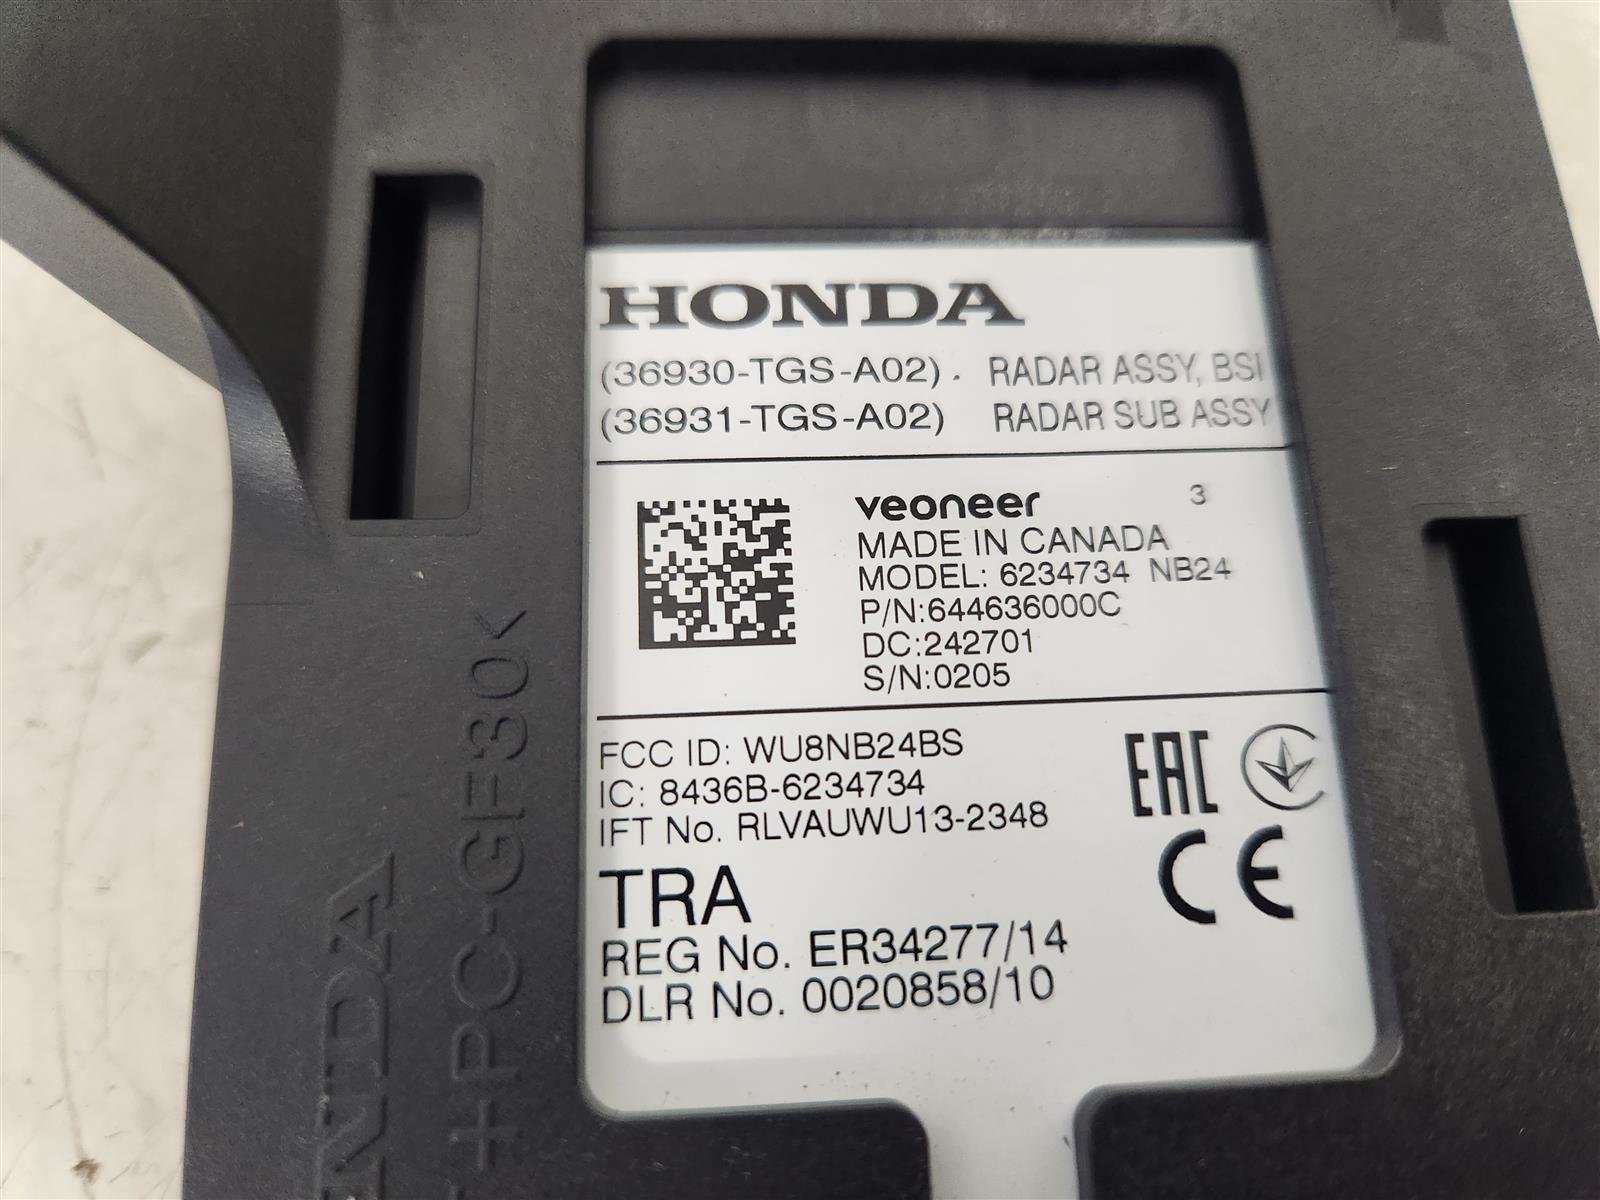 HONDA
(36930-TGS-A02). RADAR ASSY, BSI
(36931-TGS-A02) RADAR SUB ASSY
veoneer 3
MADE IN CANADA
MODEL: 6234734 NB24
P/N:644636000C
DC:242701
S/N:0205
FCC ID: WU8NB24BS
IC: 8436B-6234734
IFT No. RLVAUWU13-2348
EAC
CE
TRA
REG No. ER34277/14
DLR No. 0020858/10
NDA
+PC-GF30<